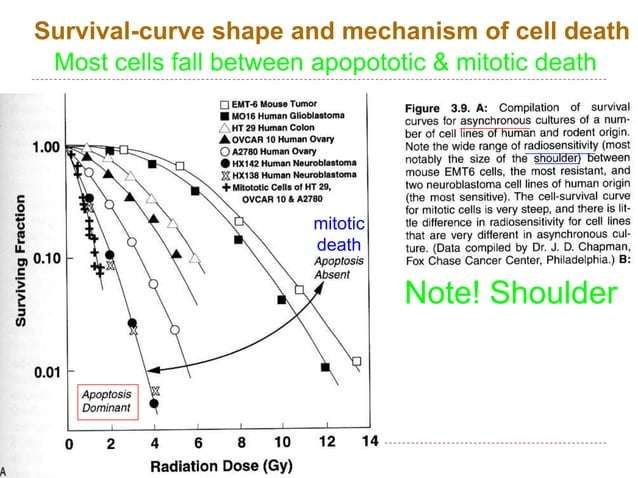 Survival-curve shape and mechanism of cell death
Most cells fall between apopototic & mitotic death
EMT-6 Mouse Tumor
MO16 Human Glioblastoma
HT 29 Human Colon
OVCAR 10 Human Ovary
A2780 Human Ovary
HX142 Human Neuroblastoma
HX138 Human Neuroblastoma
Mitototic Cells of HT 29,
OVCAR 10 & A2780
1.00
0.10
0.01
Surviving Fraction
mitotic
death
Apoptosis
Absent
Apoptosis
Dominant
0 2 4 6 8 10 12 14
Radiation Dose (Gy)
A
Figure 3.9. A: Compilation of survival
curves for asynchronous cultures of a num-
ber of cell lines of human and rodent origin.
Note the wide range of radiosensitivity (most
notably the size of the shoulder) between
mouse EMT6 cells, the most resistant, and
two neuroblastoma cell lines of human origin
(the most sensitive). The cell-survival curve
for mitotic cells is very steep, and there is lit-
tle difference in radiosensitivity for cell lines
that are very different in asynchronous cul-
ture. (Data compiled by Dr. J. D. Chapman,
Fox Chase Cancer Center, Philadelphia.) B:
Note! Shoulder